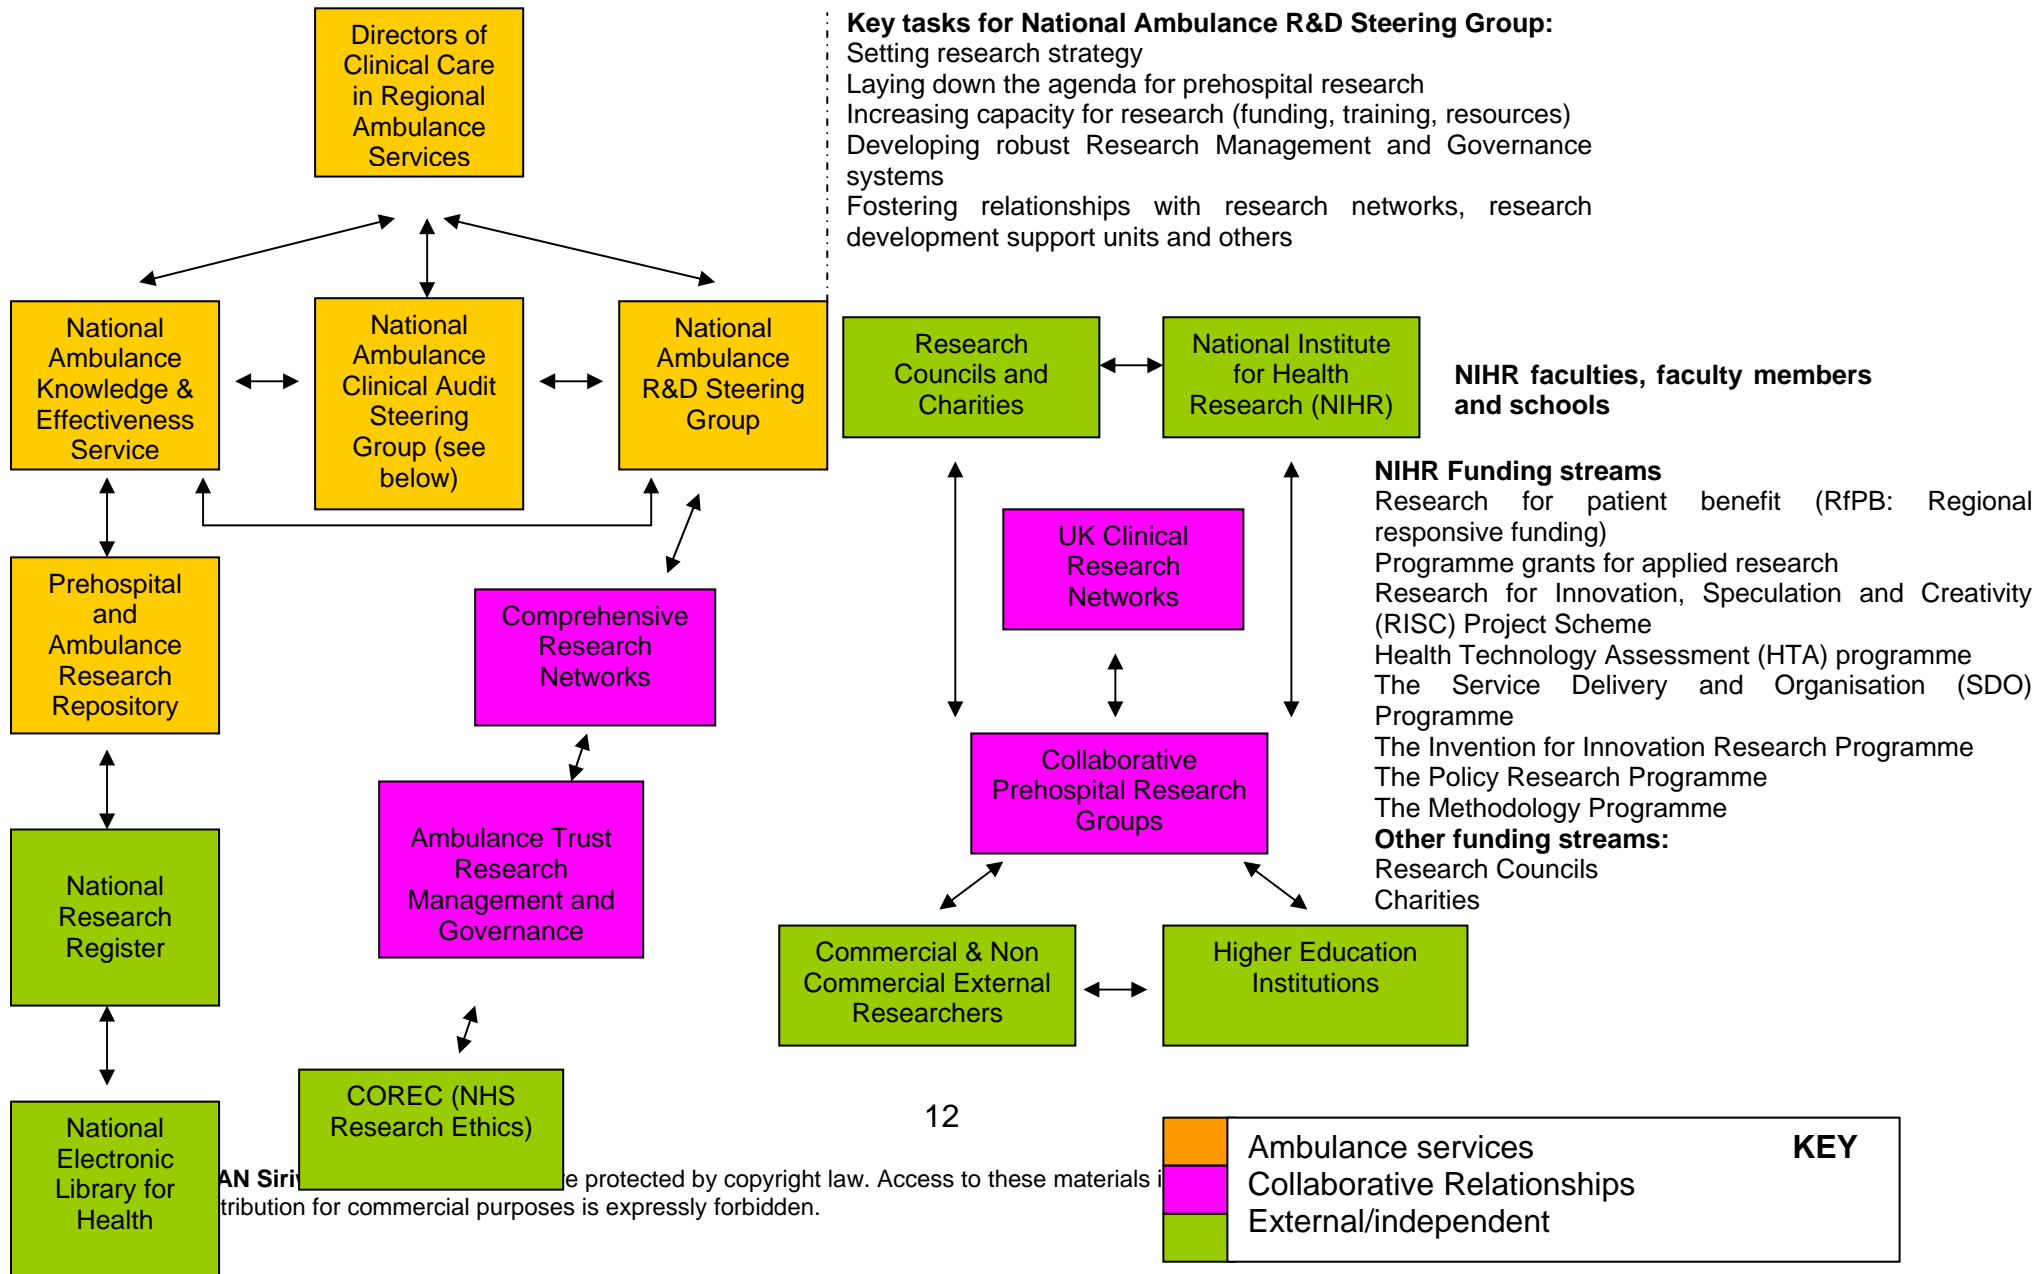 Directors of
Clinical Care
in Regional
Ambulance
Services
Key tasks for National Ambulance R&D Steering Group:
Setting research strategy
Laying down the agenda for prehospital research
Increasing capacity for research (funding, training, resources)
Developing robust Research Management and Governance
systems
Fostering relationships with research networks, research
development support units and others
National
Ambulance
Knowledge &
Effectiveness
Service
National
Ambulance
Clinical Audit
Steering
Group (see
below)
National
Ambulance
R&D Steering
Group
Research
Councils and
Charities
National Institute
for Health
Research (NIHR)
NIHR faculties, faculty members
and schools
NIHR Funding streams
Research for patient benefit (RfPB: Regional
responsive funding)
Programme grants for applied research
Research for Innovation, Speculation and Creativity
(RISC) Project Scheme
Health Technology Assessment (HTA) programme
The Service Delivery and Organisation (SDO)
Programme
The Invention for Innovation Research Programme
The Policy Research Programme
The Methodology Programme
Other funding streams:
Research Councils
Charities
UK Clinical
Research
Networks
Prehospital
and
Ambulance
Research
Repository
Comprehensive
Research
Networks
Collaborative
Prehospital Research
Groups
Ambulance Trust
Research
Management and
Governance
National
Research
Register
Commercial & Non
Commercial External
Researchers
Higher Education
Institutions
COREC (NHS
Research Ethics)
National
Electronic
Library for
Health
12
protected by copyright law. Access to these materials
for commercial purposes is expressly forbidden.
KEY
Ambulance services
Collaborative Relationships
External/independent